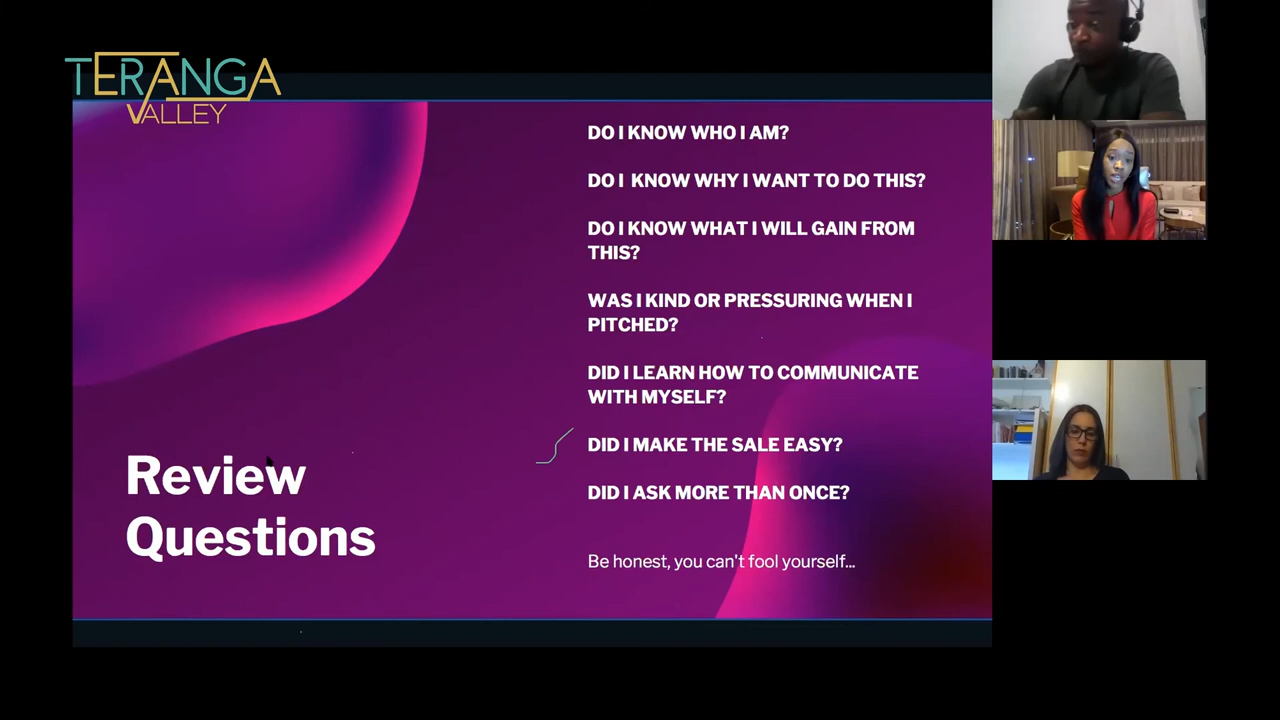 TERANGA
VALLEY
DO I KNOW WHO I AM?
DO I KNOW WHY I WANT TO DO THIS?
DO I KNOW WHAT I WILL GAIN FROM
THIS?
WAS I KIND OR PRESSURING WHEN I
PITCHED?
DID I LEARN HOW TO COMMUNICATE
WITH MYSELF?
DID I MAKE THE SALE EASY?
DID I ASK MORE THAN ONCE?
Be honest, you can't fool yourself...
Review
Questions